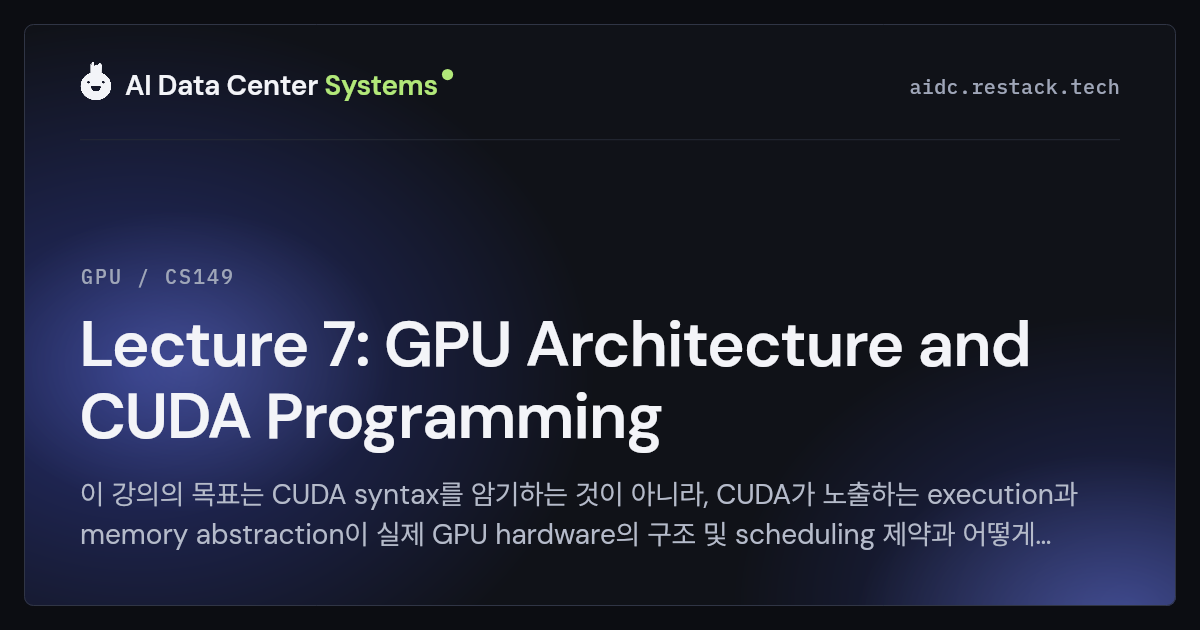 AI Data Center Systems
aidc.restack.tech
GPU / CS149
Lecture 7: GPU Architecture and
CUDA Programming
이 강의의 목표는 CUDA syntax를 암기하는 것이 아니라, CUDA가 노출하는 execution과
memory abstraction이 실제 GPU hardware의 구조 및 scheduling 제약과 어떻게...